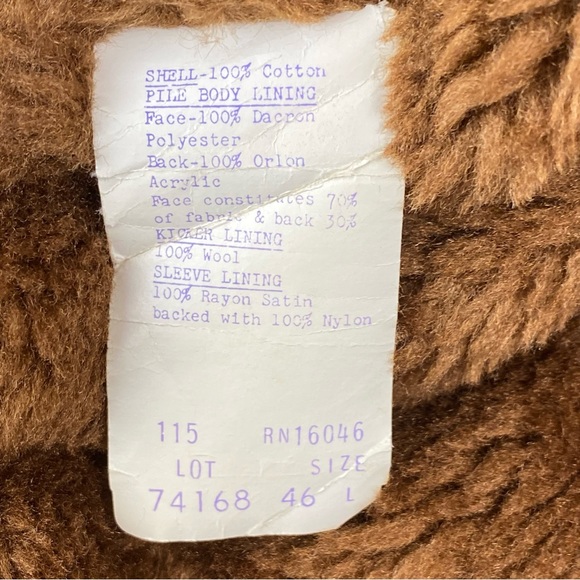 SHELL-100% Cotton
PILE BODY LINING
Face-100% Dacron
Polyester
Back-100% Orlon
Acrylic
Face constitutes 70%
of fabric & back 30%
KICKER LINING
100% Wool
SLEEVE LINING
100% Rayon Satin
backed with 100% Nylon
115 RN16046
LOT SIZE
74168 46 L